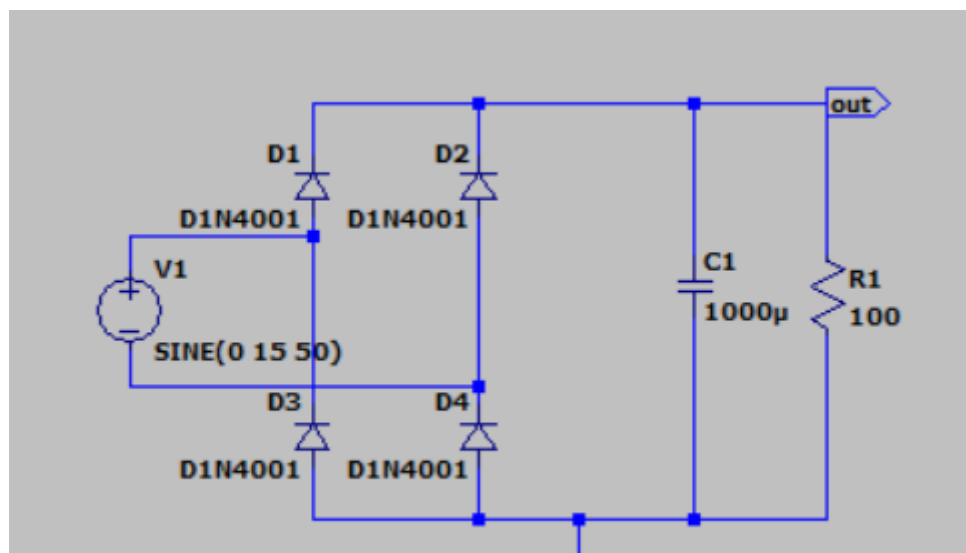 out
D1
D2
D1N4001
D1N4001
V1
C1
R1
1000µ
100
SINE(0 15 50)
D3
D4
D1N4001
D1N4001